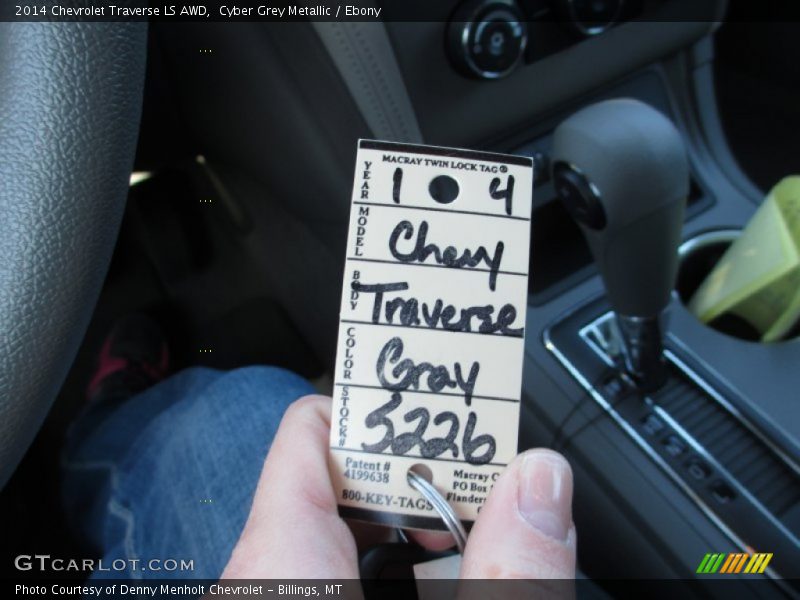 2014 Chevrolet Traverse LS AWD,  Cyber Grey Metallic / Ebony
MACRAY TWIN LOCK TAG®
YEAR 1 4
MODEL Chevy
BODY Traverse
COLOR Gray
STOCK# 5226
Patent #
4199638
800-KEY-TAGS
Macray
PO Box
Flanders
GTCARLOT.COM
Photo Courtesy of Denny Menholt Chevrolet – Billings, MT